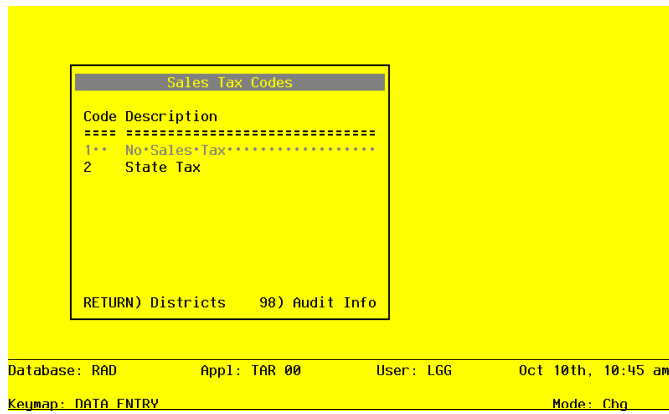 Sales Tax Codes
Code Description
==== ==============================
1·· No·Sales·Tax··················
2 State Tax
RETURN) Districts 98) Audit Info
Database: RAD Appl: TAR 00 User: LGG Oct 10th, 10:45 am
Keymap: DATA ENTRY Mode: Chg